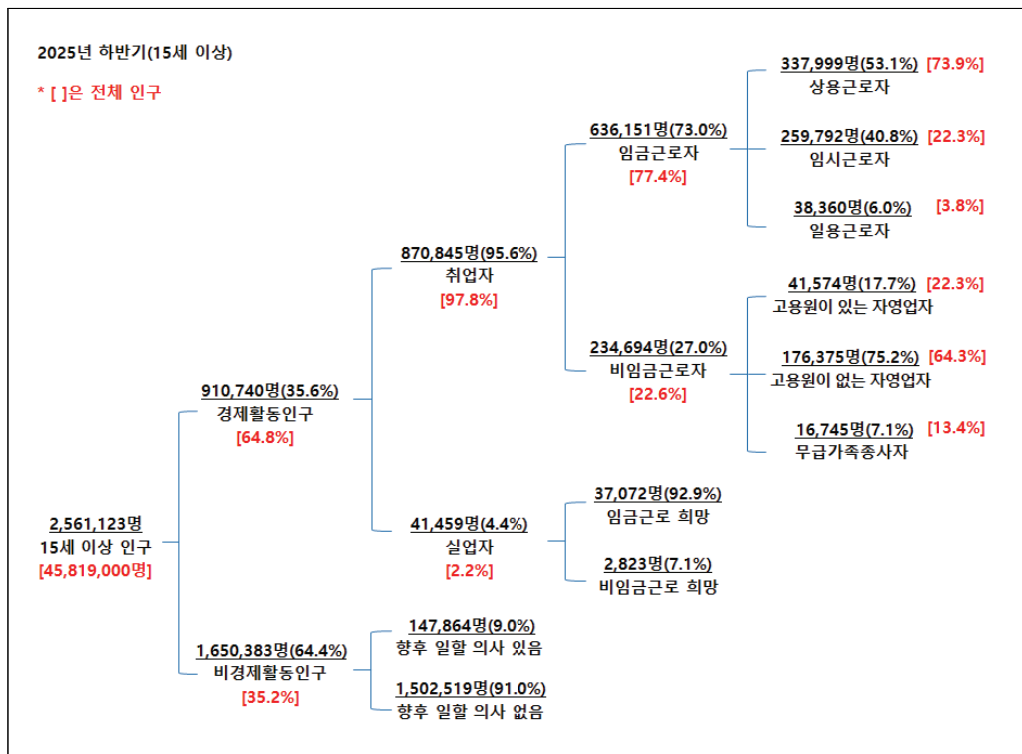 2025년 하반기(15세 이상)
* [ ]은 전체 인구
2,561,123명
15세 이상 인구
[45,819,000명]
910,740명(35.6%)
경제활동인구
[64.8%]
1,650,383명(64.4%)
비경제활동인구
[35.2%]
870,845명(95.6%)
취업자
[97.8%]
41,459명(4.4%)
실업자
[2.2%]
147,864명(9.0%)
향후 일할 의사 있음
1,502,519명(91.0%)
향후 일할 의사 없음
636,151명(73.0%)
임금근로자
[77.4%]
234,694명(27.0%)
비임금근로자
[22.6%]
37,072명(92.9%)
임금근로 희망
2,823명(7.1%)
비임금근로 희망
337,999명(53.1%) [73.9%]
상용근로자
259,792명(40.8%) [22.3%]
임시근로자
38,360명(6.0%) [3.8%]
일용근로자
41,574명(17.7%) [22.3%]
고용원이 있는 자영업자
176,375명(75.2%) [64.3%]
고용원이 없는 자영업자
16,745명(7.1%) [13.4%]
무급가족종사자